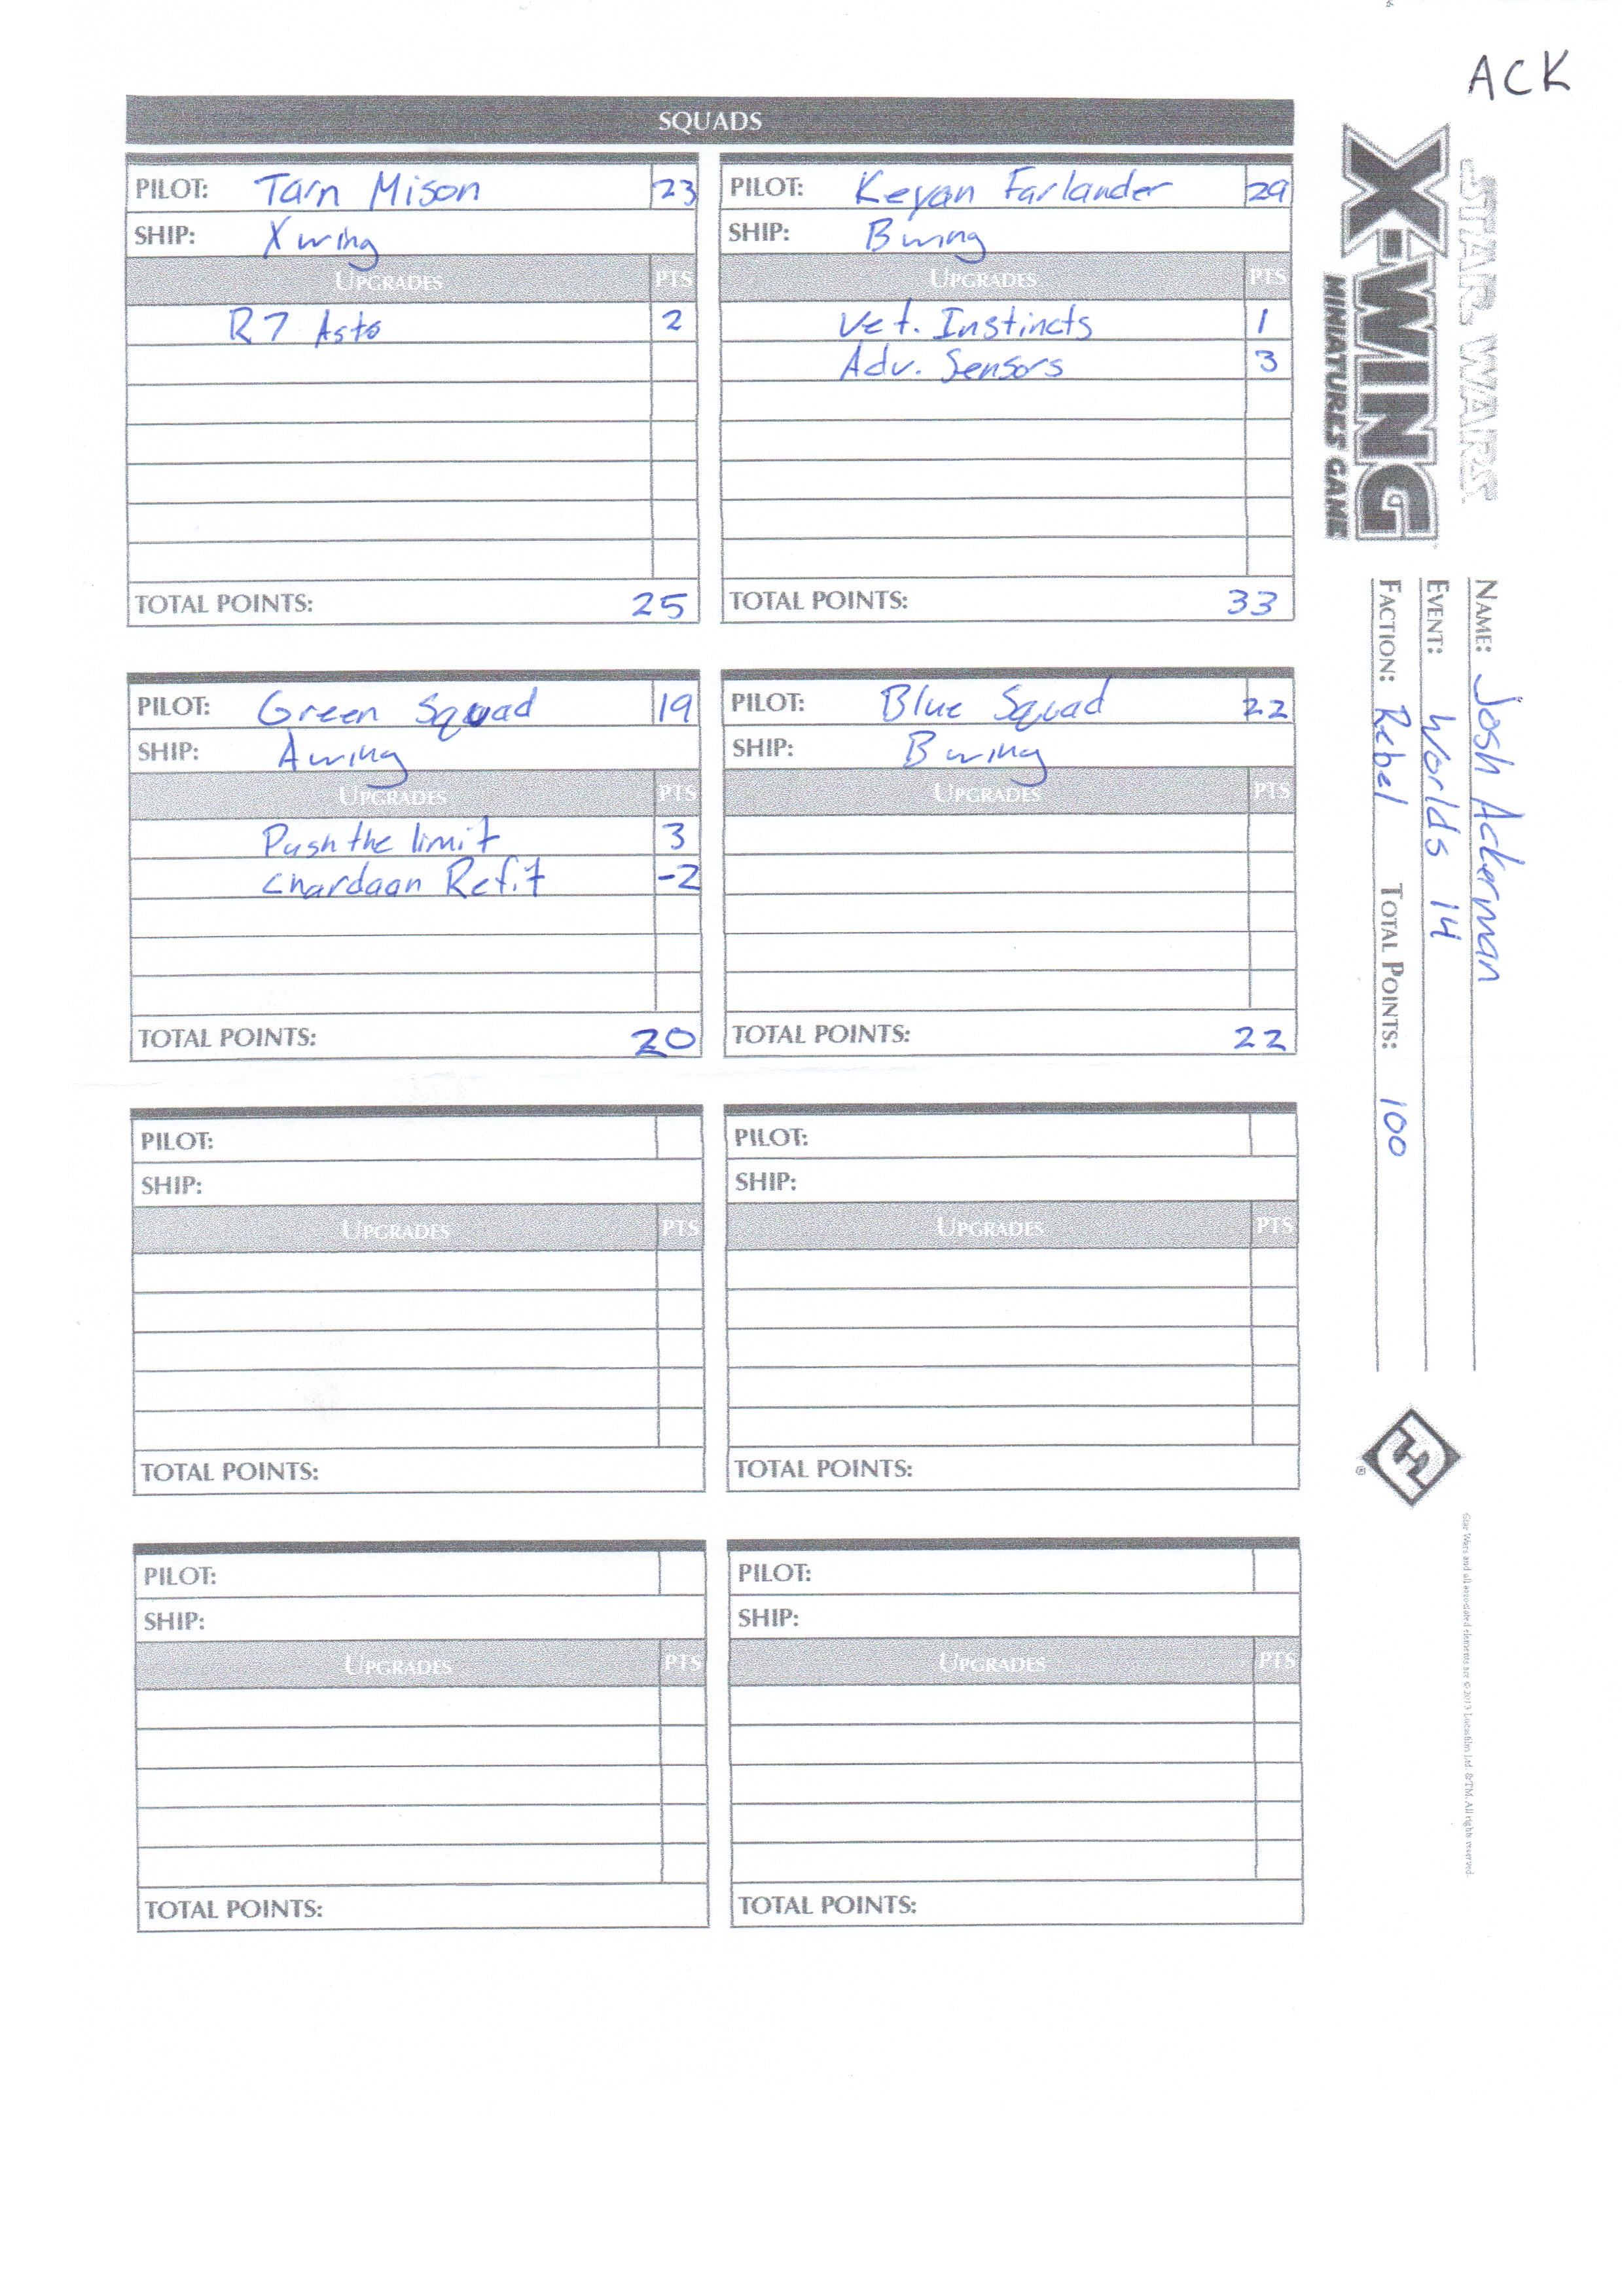 ACK
STAR WARS
X-WING
MINIATURES GAME
NAME: Josh Ackerman
EVENT: Worlds 14
FACTION: Rebel TOTAL POINTS: 100
SQUADS
PILOT: Tarn Mison 23
SHIP: X wing
UPGRADES PTS
R7 Asto 2
TOTAL POINTS: 25
PILOT: Keyan Farlander 29
SHIP: B wing
UPGRADES PTS
Vet. Instincts 1
Adv. Sensors 3
TOTAL POINTS: 33
PILOT: Green Squad 19
SHIP: A wing
UPGRADES PTS
Push the limit 3
Chardaan Refit -2
TOTAL POINTS: 20
PILOT: Blue Squad 22
SHIP: B wing
UPGRADES PTS
TOTAL POINTS: 22
PILOT:
SHIP:
UPGRADES PTS
TOTAL POINTS:
PILOT:
SHIP:
UPGRADES PTS
TOTAL POINTS:
PILOT:
SHIP:
UPGRADES PTS
TOTAL POINTS:
PILOT:
SHIP:
UPGRADES PTS
TOTAL POINTS:
Star Wars and all associated elements are © 2013 Lucasfilm Ltd. & TM. All rights reserved.